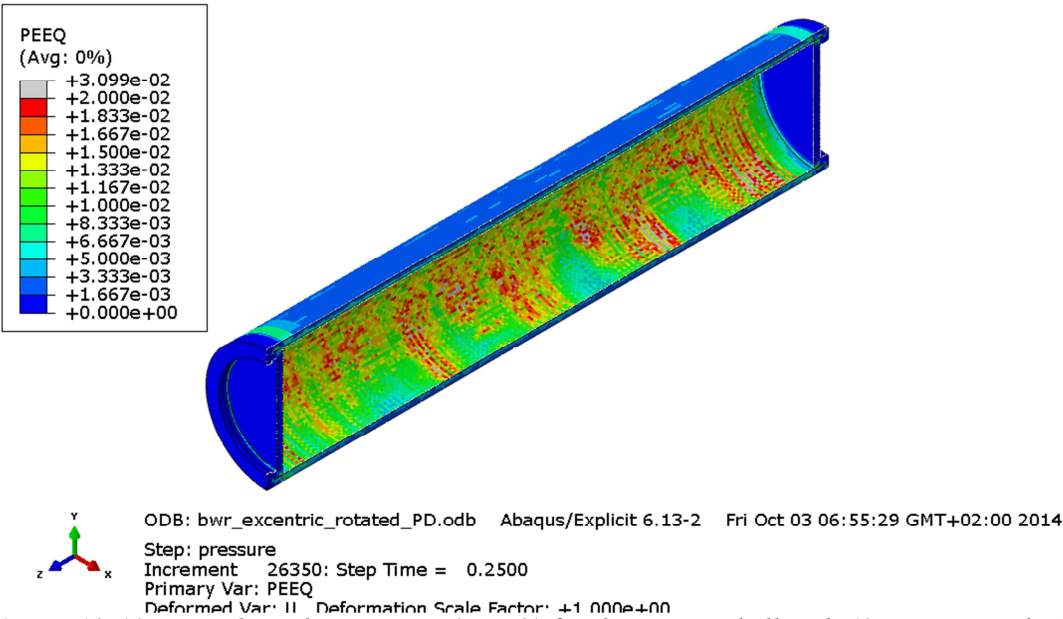 PEEQ
(Avg: 0%)
+3.099e-02
+2.000e-02
+1.833e-02
+1.667e-02
+1.500e-02
+1.333e-02
+1.167e-02
+1.000e-02
+8.333e-03
+6.667e-03
+5.000e-03
+3.333e-03
+1.667e-03
+0.000e+00
Y
Z
X
ODB: bwr_excentric_rotated_PD.odb Abaqus/Explicit 6.13-2 Fri Oct 03 06:55:29 GMT+02:00 2014
Step: pressure
Increment 26350: Step Time = 0.2500
Primary Var: PEEQ
Deformed Var: U Deformation Scale Factor: +1.000e+00